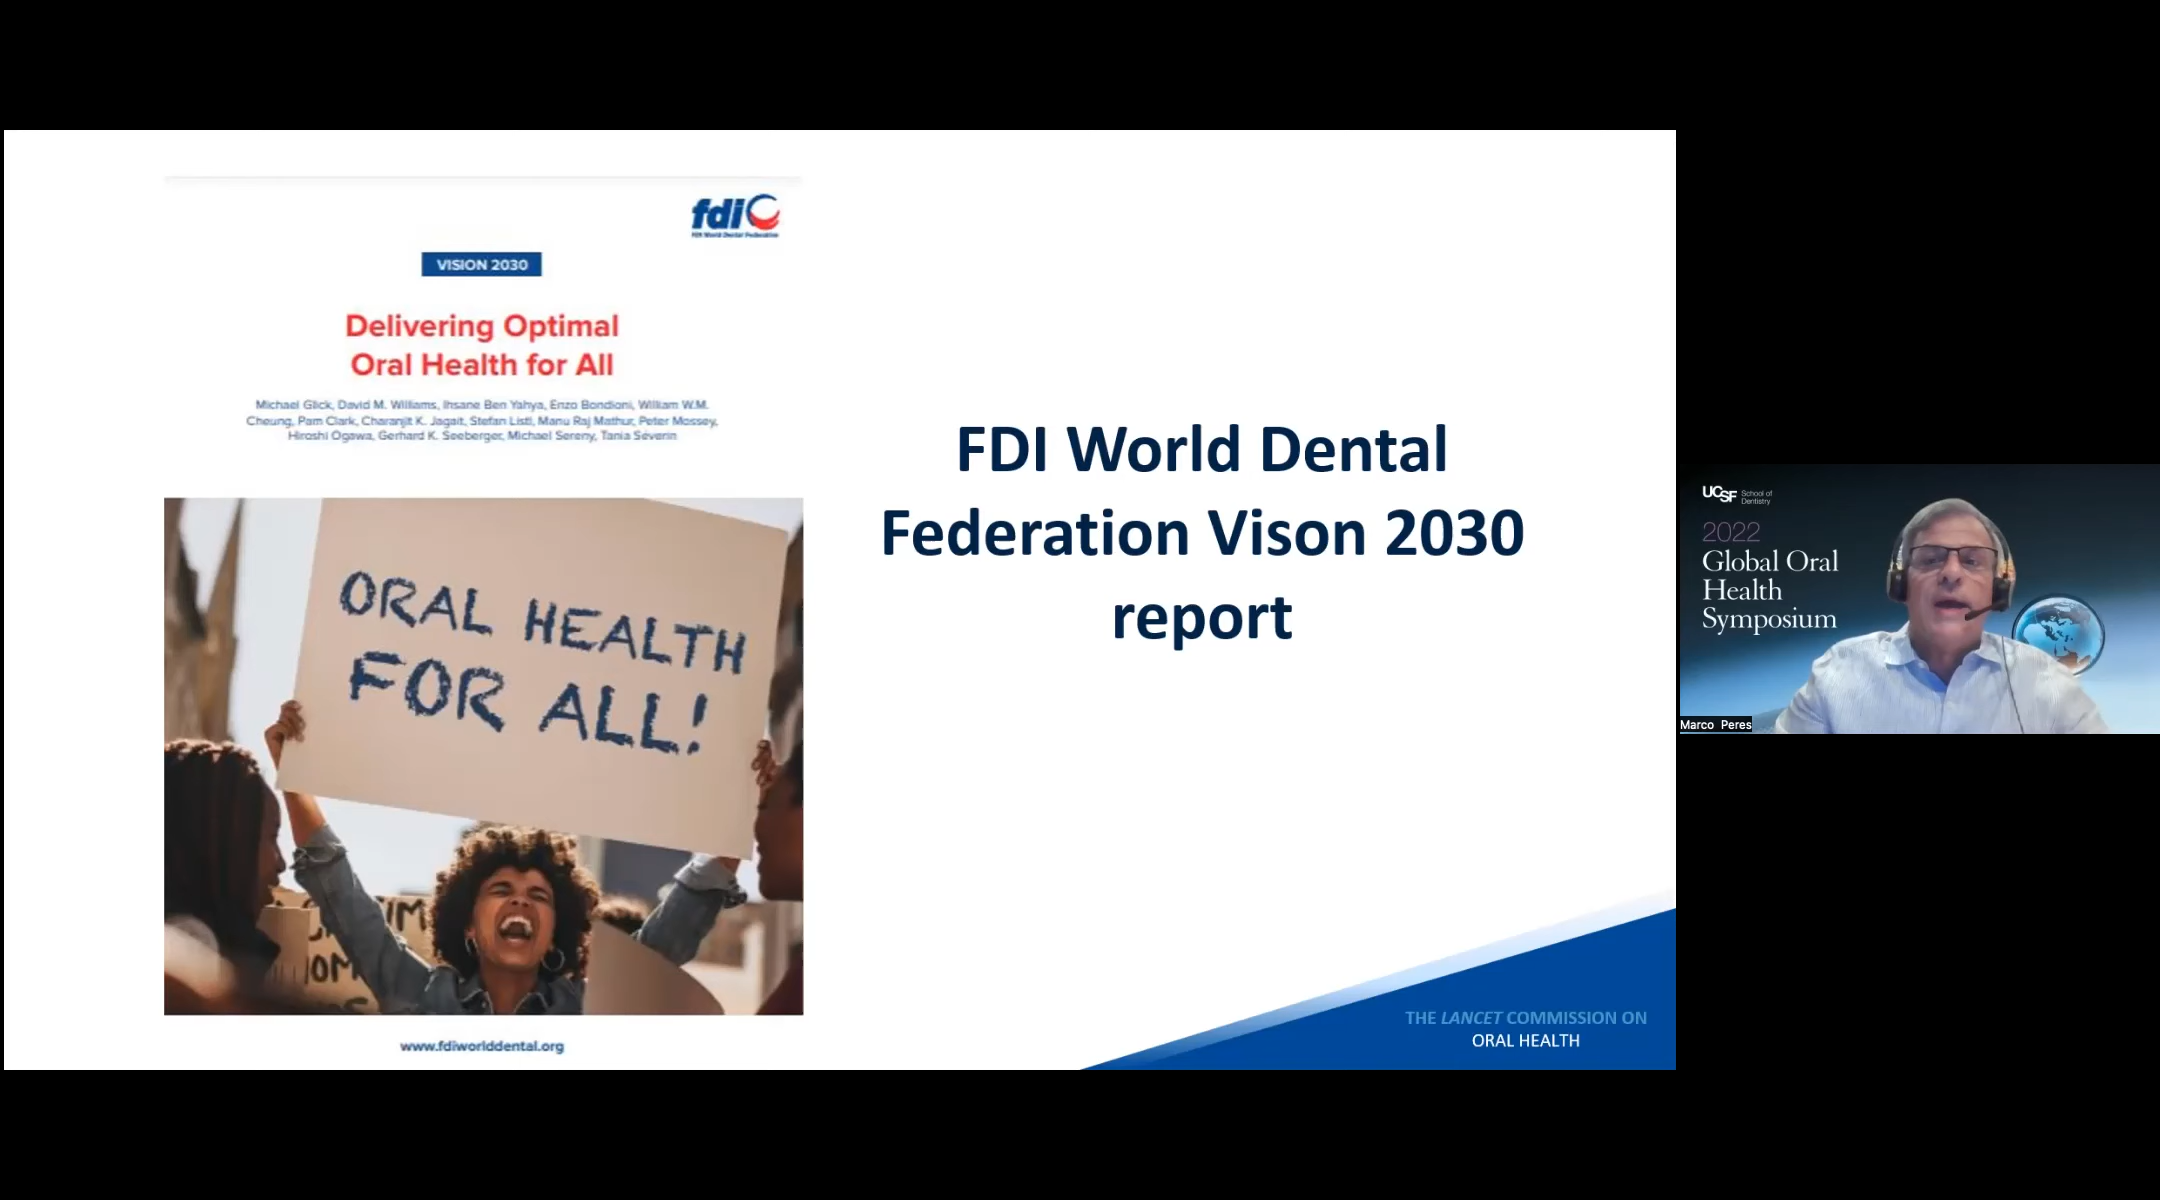 fdi
FDI World Dental Federation
VISION 2030
Delivering Optimal
Oral Health for All
Michael Glick, David M. Williams, Ihsane Ben Yahya, Enzo Bondioni, William W.M.
Cheung, Pam Clark, Charanjit K. Jagait, Stefan Listl, Manu Raj Mathur, Peter Mossey,
Hiroshi Ogawa, Gerhard K. Seeberger, Michael Sereny, Tania Séverin
ORAL HEALTH
FOR ALL!
www.fdiworlddental.org
FDI World Dental
Federation Vison 2030
report
THE LANCET COMMISSION ON
ORAL HEALTH
UCSF School of
Dentistry
2022
Global Oral
Health
Symposium
Marco Peres